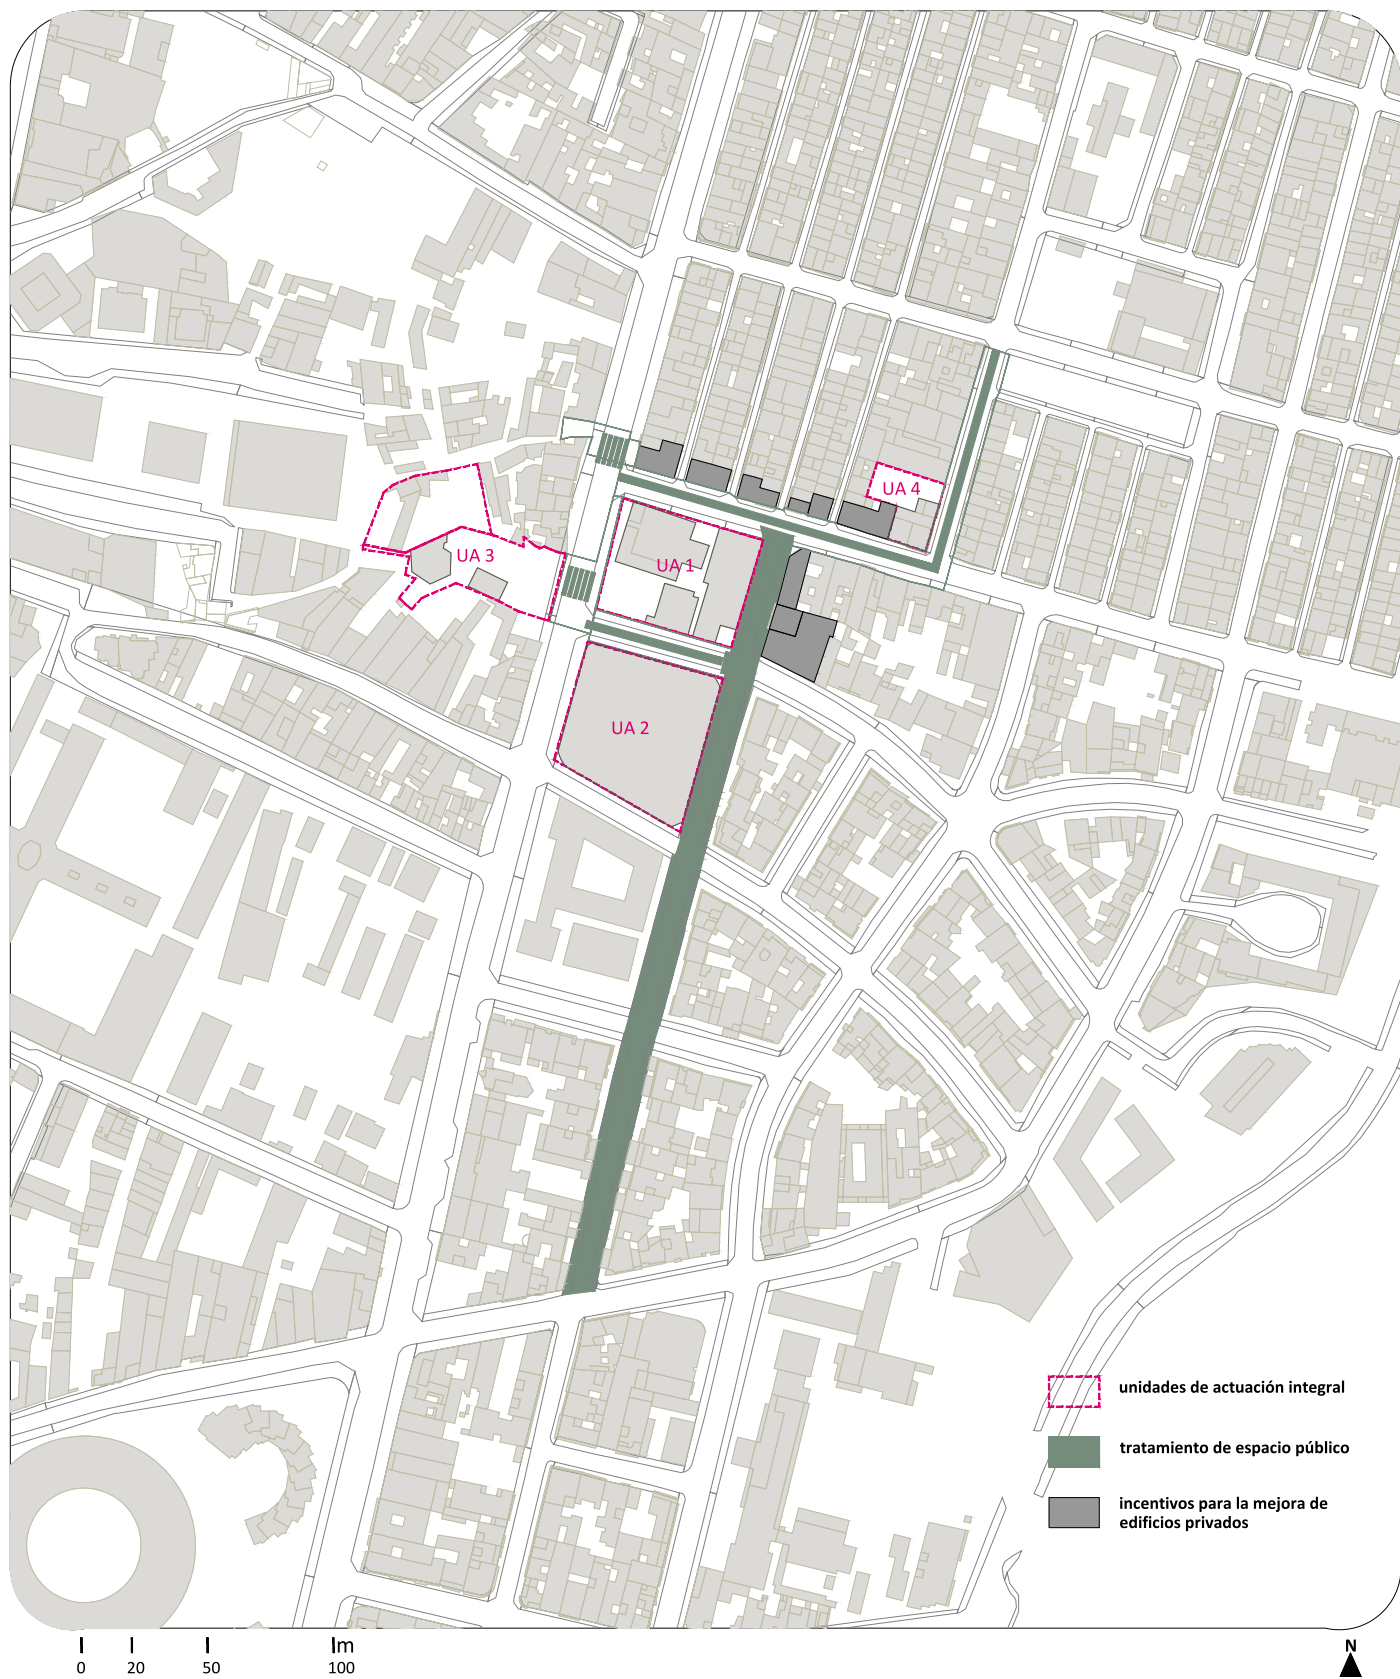 UA 4
UA 3
UA 1
UA 2
unidades de actuación integral
tratamiento de espacio público
incentivos para la mejora de
edificios privados
m
0 20 50 100
N